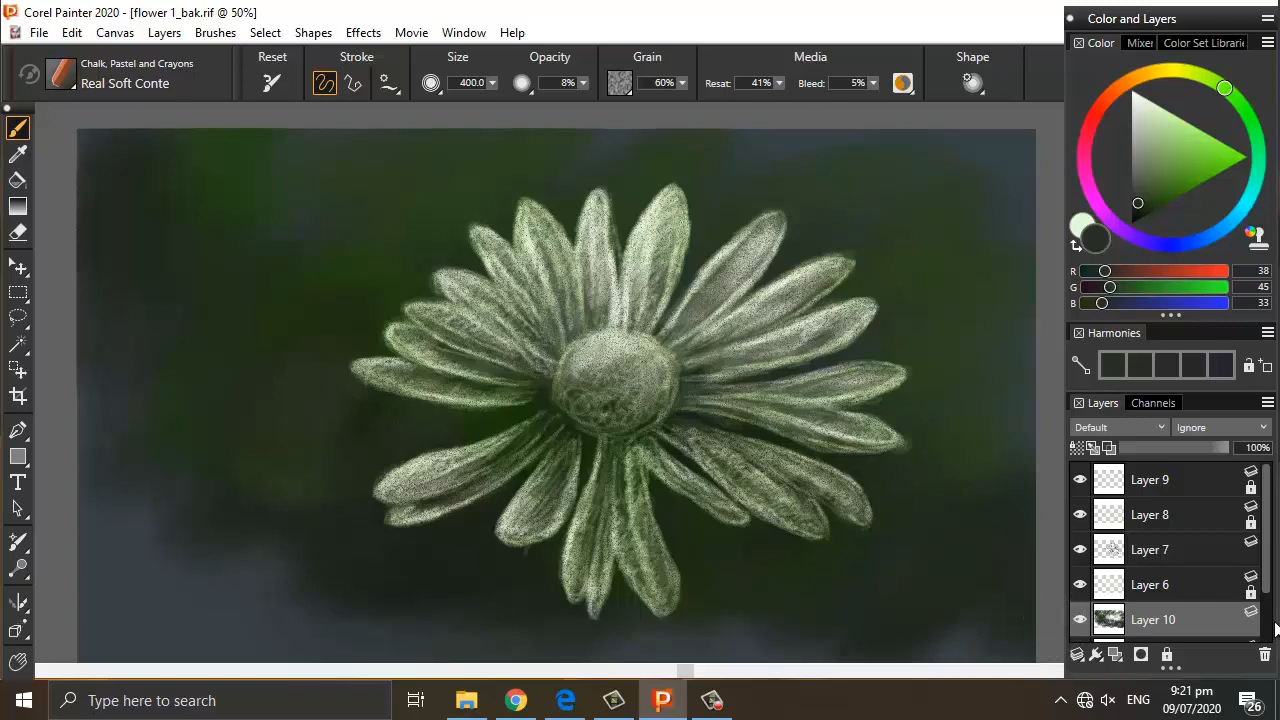 Corel Painter 2020 - [flower 1_bak.rif @ 50%]
File Edit Canvas Layers Brushes Select Shapes Effects Movie Window Help
Chalk, Pastel and Crayons
Real Soft Conte
Reset
Stroke
Size
400.0
Opacity
8%
Grain
60%
Media
Resat: 41% Bleed: 5%
Shape
Color and Layers
Color Mixer Color Set Librarie
R 38
G 45
B 33
Harmonies
Layers Channels
Default Ignore
100%
Layer 9
Layer 8
Layer 7
Layer 6
Layer 10
T
Type here to search
ENG
9:21 pm
09/07/2020
26